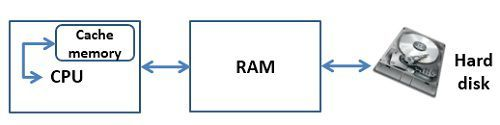 Cache
memory
CPU
RAM
Hard
disk